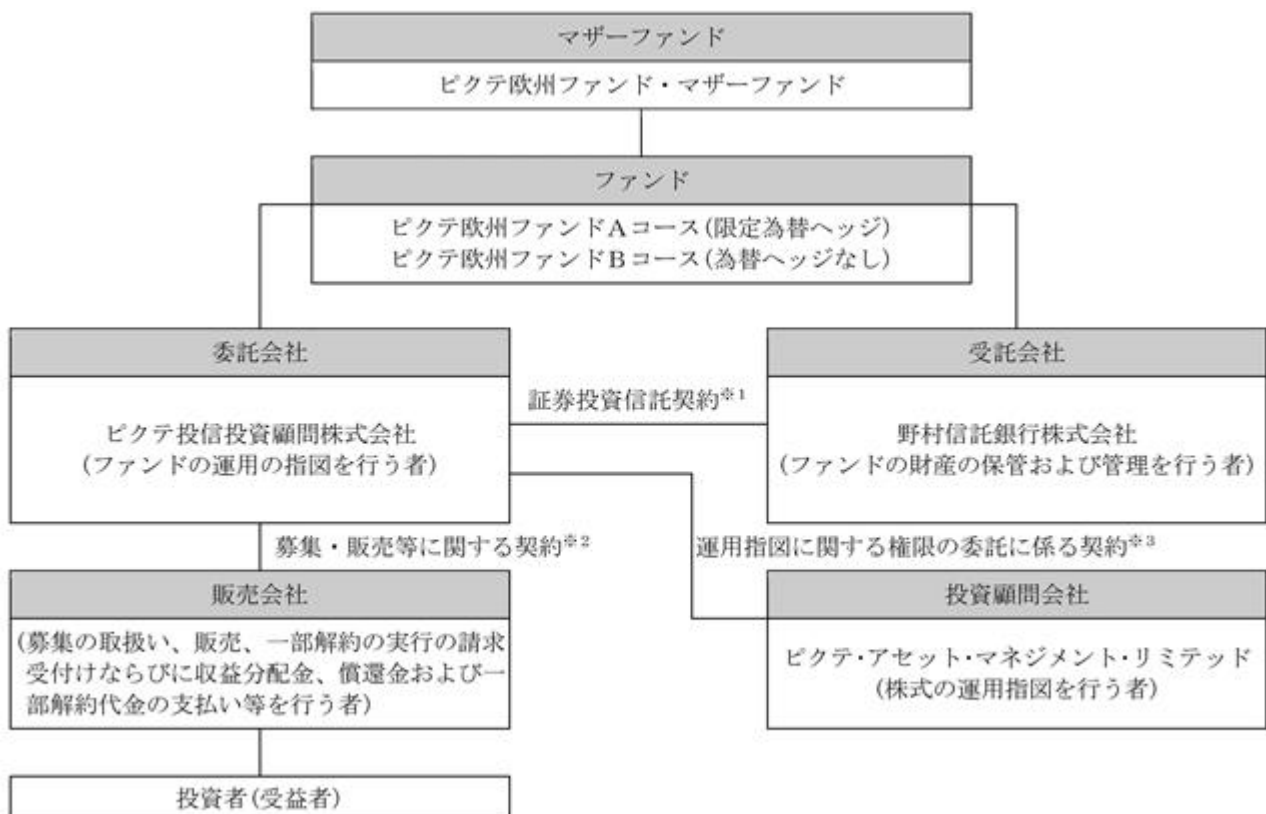 マザーファンド
ピクテ欧州ファンド・マザーファンド
ファンド
ピクテ欧州ファンドAコース(限定為替ヘッジ)
ピクテ欧州ファンドBコース(為替ヘッジなし)
委託会社
ピクテ投信投資顧問株式会社
(ファンドの運用の指図を行う者)
証券投資信託契約※1
受託会社
野村信託銀行株式会社
(ファンドの財産の保管および管理を行う者)
募集・販売等に関する契約※2
運用指図に関する権限の委託に係る契約※3
販売会社
(募集の取扱い、販売、一部解約の実行の請求
受付けならびに収益分配金、償還金および一
部解約代金の支払い等を行う者)
投資顧問会社
ピクテ・アセット・マネジメント・リミテッド
(株式の運用指図を行う者)
投資者(受益者)